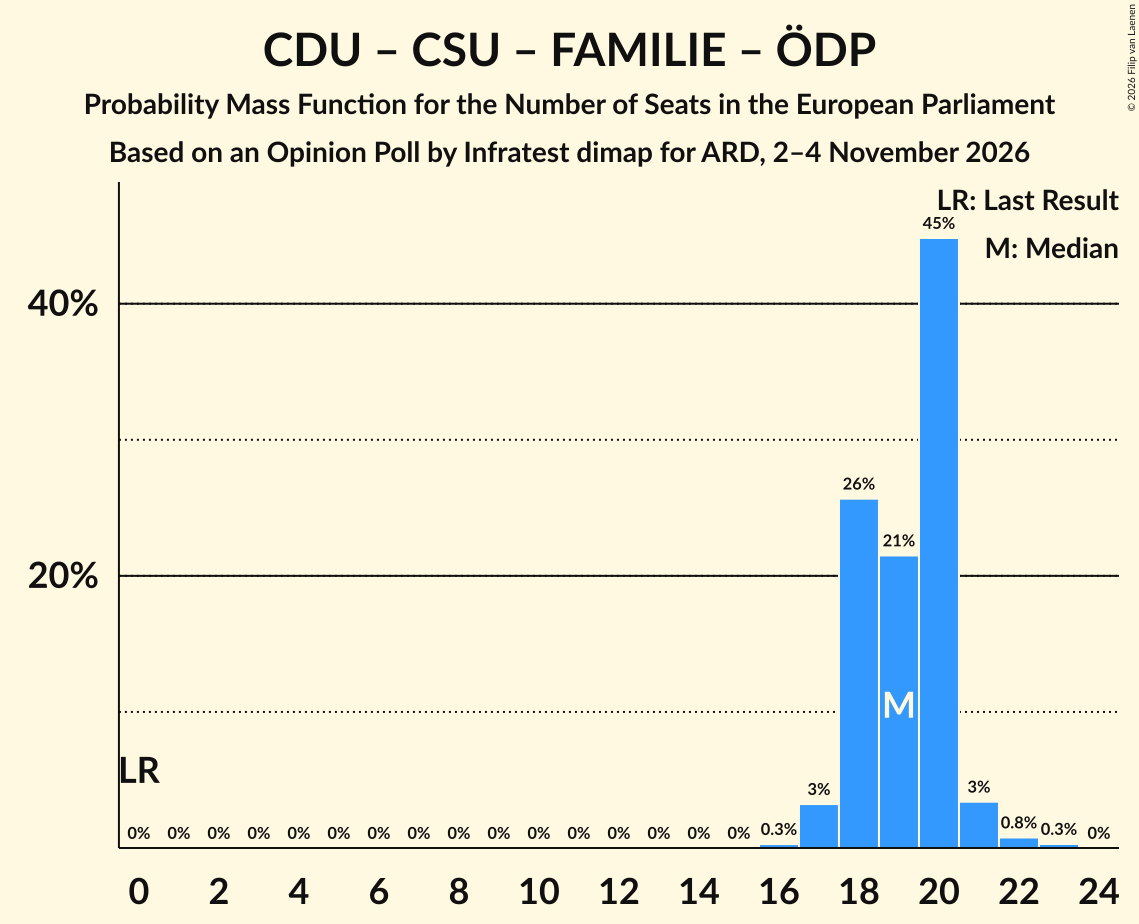 CDU – CSU – FAMILIE – ÖDP
Probability Mass Function for the Number of Seats in the European Parliament
Based on an Opinion Poll by Infratest dimap for ARD, 2–4 November 2026
© 2026 Filip van Laenen
LR: Last Result
M: Median
45%
40%
26%
21%
20%
M
LR
0% 0% 0% 0% 0% 0% 0% 0% 0% 0% 0% 0% 0% 0% 0% 0% 0.3% 3% 3% 0.8% 0.3% 0%
0 2 4 6 8 10 12 14 16 18 20 22 24